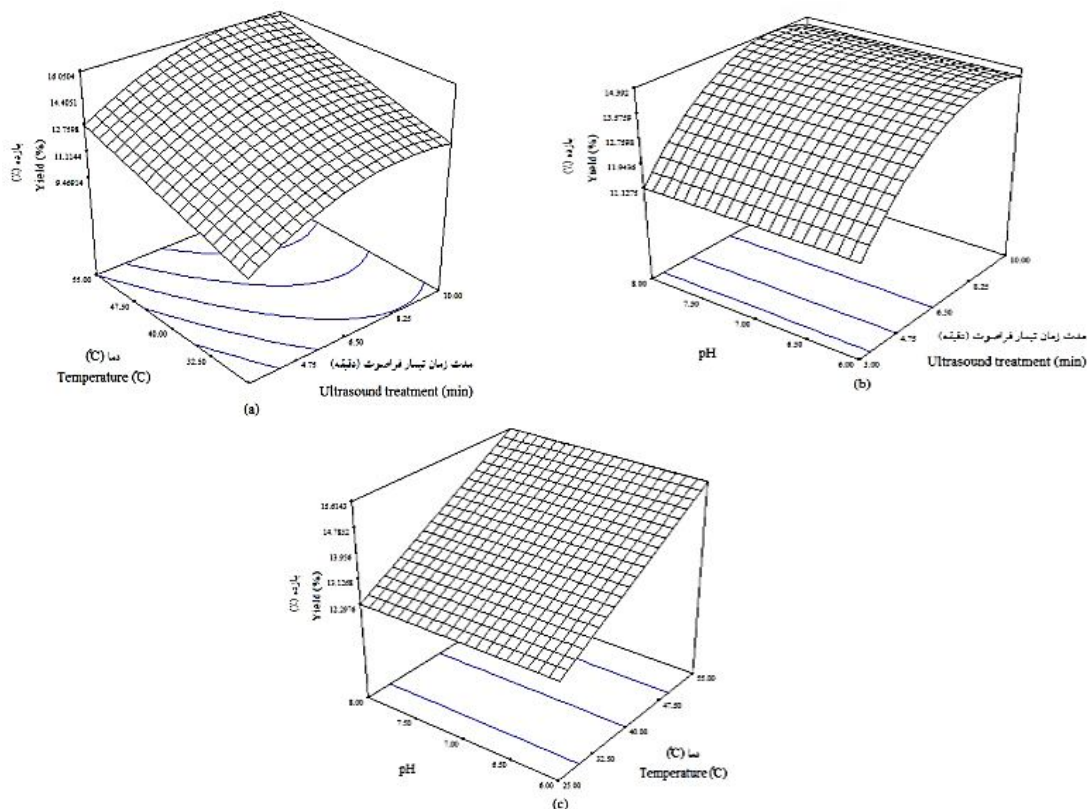 16.0504
14.4051
12.7598
11.1144
9.46914
بازده (٪)
Yield (%)
55.00
47.50
40.00
32.50
10.00
8.25
6.50
4.75
دما (℃)
Temperature (℃)
مدت زمان تیمار فراصوت (دقیقه)
Ultrasound treatment (min)
(a)
14.392
13.5759
12.7598
11.9436
11.1275
بازده (٪)
Yield (%)
8.00
7.50
7.00
6.50
6.00
10.00
8.25
6.50
4.75
3.00
pH
مدت زمان تیمار فراصوت (دقیقه)
Ultrasound treatment (min)
(b)
15.6143
14.7852
13.956
13.1268
12.2976
بازده (٪)
Yield (%)
8.00
7.50
7.00
6.50
6.00
55.00
47.50
40.00
32.50
25.00
pH
دما (℃)
Temperature (℃)
(c)